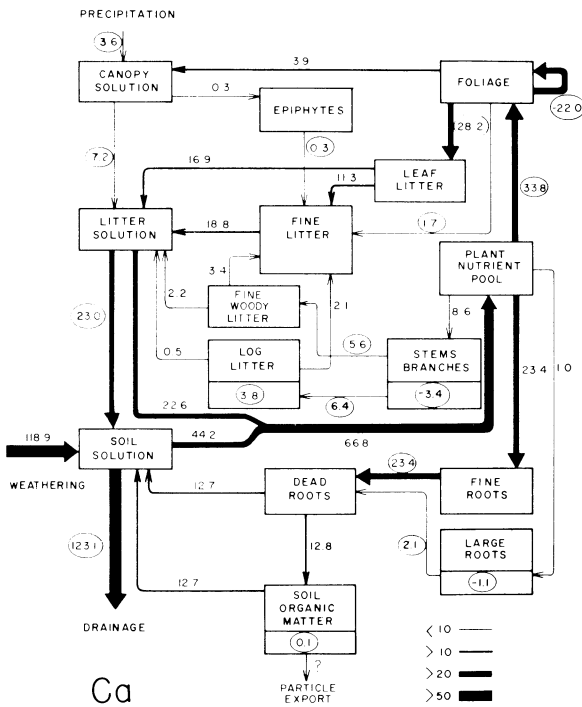 PRECIPITATION
3.6
3.9
CANOPY
SOLUTION
FOLIAGE
0.3
-22.0
EPIPHYTES
(28.2)
7.2
0.3
16.9
LEAF
LITTER
11.3
33.8
LITTER
SOLUTION
18.8
FINE
LITTER
1.7
PLANT
NUTRIENT
POOL
3.4
2.2
FINE
WOODY
LITTER
2.1
8.6
23.0
5.6
0.5
LOG
LITTER
STEMS
BRANCHES
23.4
1.0
3.8
-3.4
6.4
22.6
118.9
SOIL
SOLUTION
44.2
66.8
WEATHERING
12.7
DEAD
ROOTS
23.4
FINE
ROOTS
123.1
12.8
2.1
LARGE
ROOTS
12.7
-1.1
SOIL
ORGANIC
MATTER
DRAINAGE
0.1
< 10
?
> 10
PARTICLE
EXPORT
> 20
> 50
Ca